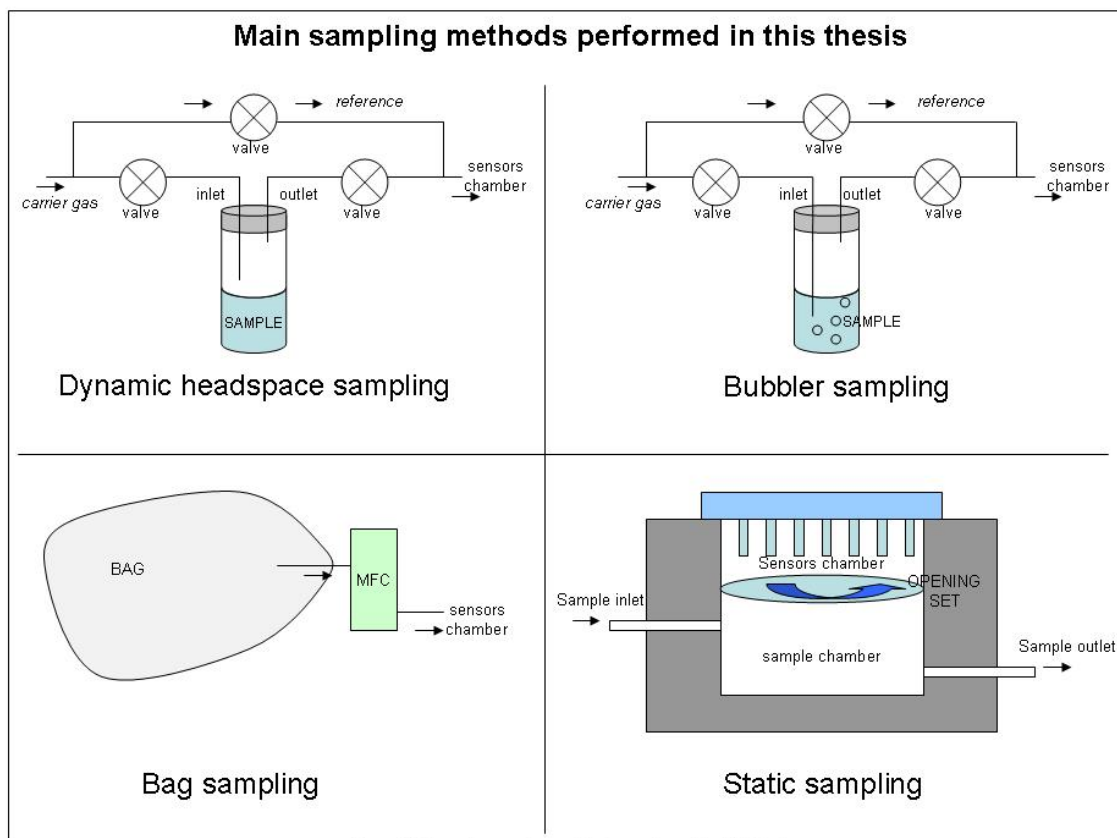 Main sampling methods performed in this thesis
reference
valve
carrier gas
valve
inlet
outlet
valve
sensors
chamber
SAMPLE
Dynamic headspace sampling
reference
valve
carrier gas
valve
inlet
outlet
valve
sensors
chamber
SAMPLE
Bubbler sampling
BAG
MFC
sensors
chamber
Bag sampling
Sensors chamber
OPENING
SET
Sample inlet
sample chamber
Sample outlet
Static sampling